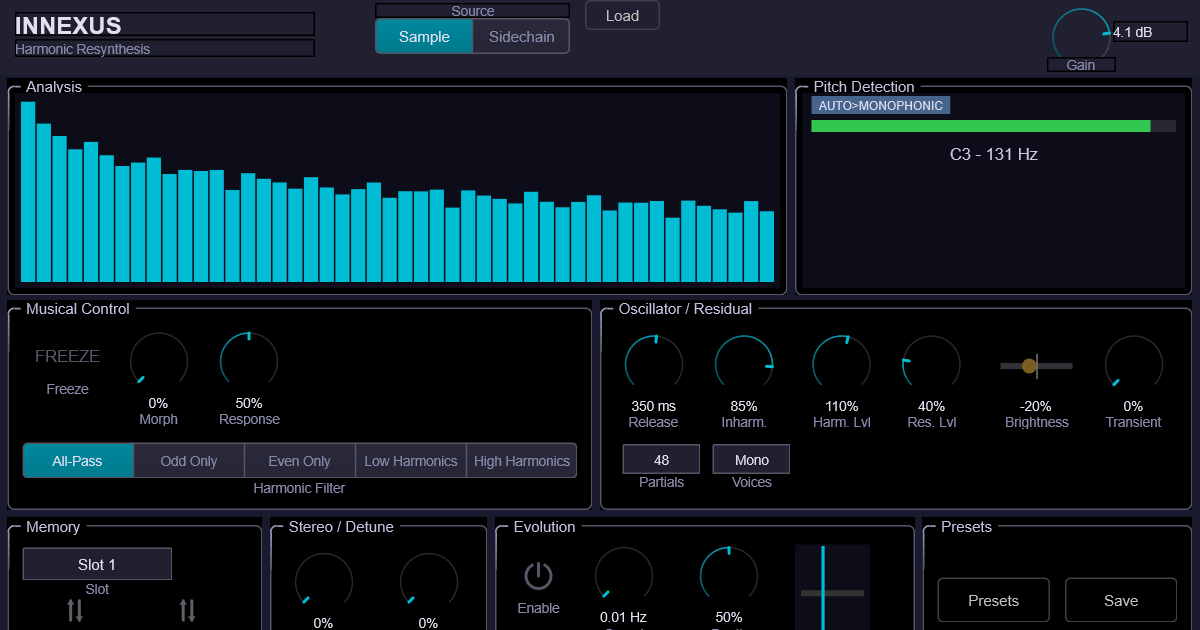 INNEXUS
Harmonic Resynthesis
Source
Sample Sidechain
Load
4.1 dB
Gain
Analysis
Pitch Detection
AUTO>MONOPHONIC
C3 - 131 Hz
Musical Control
FREEZE
Freeze
0% 50%
Morph Response
All-Pass Odd Only Even Only Low Harmonics High Harmonics
Harmonic Filter
Oscillator / Residual
350 ms 85% 110% 40% -20% 0%
Release Inharm. Harm. Lvl Res. Lvl Brightness Transient
48 Mono
Partials Voices
Memory
Slot 1
Slot
Stereo / Detune
0% 0%
Evolution
Enable
0.01 Hz 50%
Presets
Presets Save